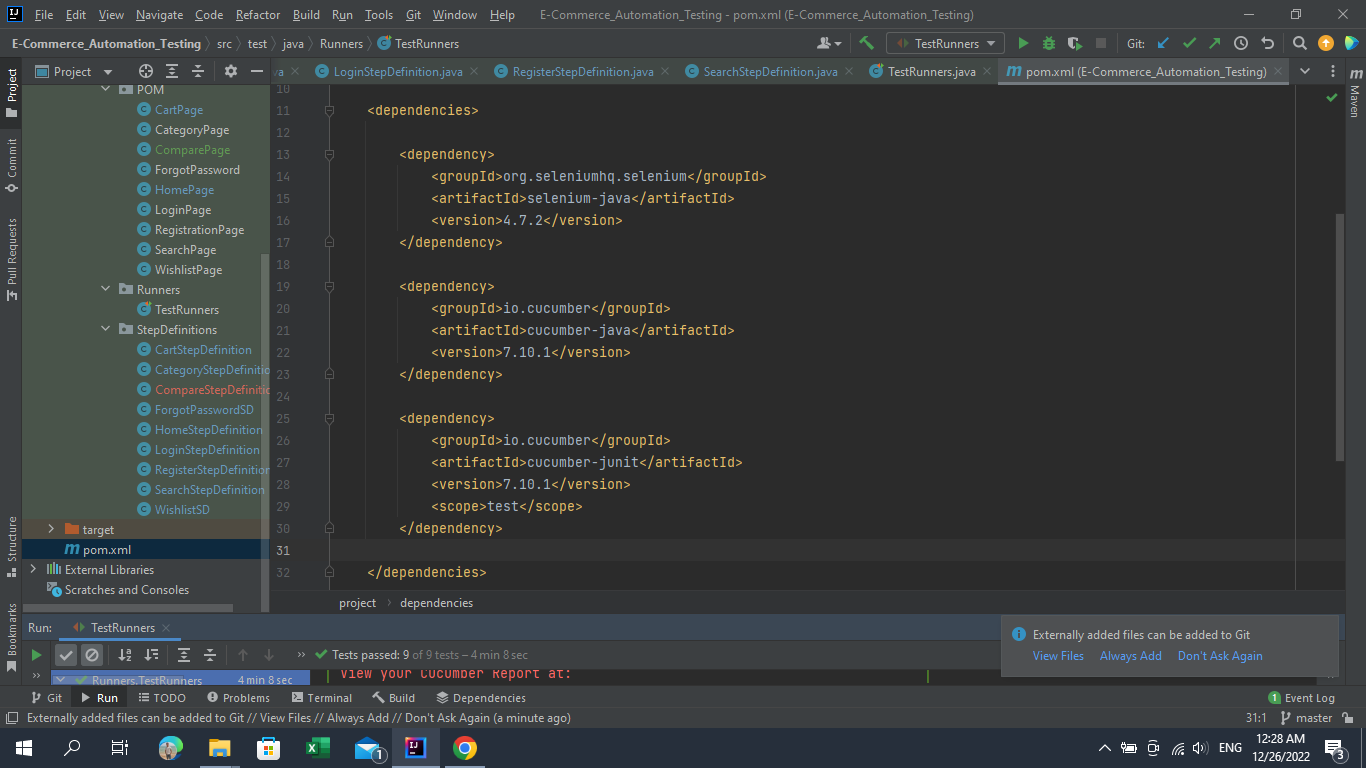 File Edit View Navigate Code Refactor Build Run Tools Git Window Help E-Commerce_Automation_Testing - pom.xml (E-Commerce_Automation_Testing)
E-Commerce_Automation_Testing src test java Runners TestRunners TestRunners Git:
Project
LoginStepDefinition.java RegisterStepDefinition.java SearchStepDefinition.java TestRunners.java pom.xml (E-Commerce_Automation_Testing)
Project
Commit
Pull Requests
Structure
Bookmarks
Maven
POM
CartPage
CategoryPage
ComparePage
ForgotPassword
HomePage
LoginPage
RegistrationPage
SearchPage
WishlistPage
Runners
TestRunners
StepDefinitions
CartStepDefinition
CategoryStepDefinitio
CompareStepDefinitio
ForgotPasswordSD
HomeStepDefinition
LoginStepDefinition
RegisterStepDefinition
SearchStepDefinition
WishlistSD
target
pom.xml
External Libraries
Scratches and Consoles
10
11 <dependencies>
12
13 <dependency>
14 <groupId>org.seleniumhq.selenium</groupId>
15 <artifactId>selenium-java</artifactId>
16 <version>4.7.2</version>
17 </dependency>
18
19 <dependency>
20 <groupId>io.cucumber</groupId>
21 <artifactId>cucumber-java</artifactId>
22 <version>7.10.1</version>
23 </dependency>
24
25 <dependency>
26 <groupId>io.cucumber</groupId>
27 <artifactId>cucumber-junit</artifactId>
28 <version>7.10.1</version>
29 <scope>test</scope>
30 </dependency>
31
32 </dependencies>
project dependencies
Run: TestRunners
Tests passed: 9 of 9 tests – 4 min 8 sec
Runners.TestRunners 4 min 8 sec
View your Cucumber Report at:
Externally added files can be added to Git
View Files Always Add Don't Ask Again
Git Run TODO Problems Terminal Build Dependencies 1 Event Log
Externally added files can be added to Git // View Files // Always Add // Don't Ask Again (a minute ago) 31:1 master
1
ENG
12:28 AM
12/26/2022
3